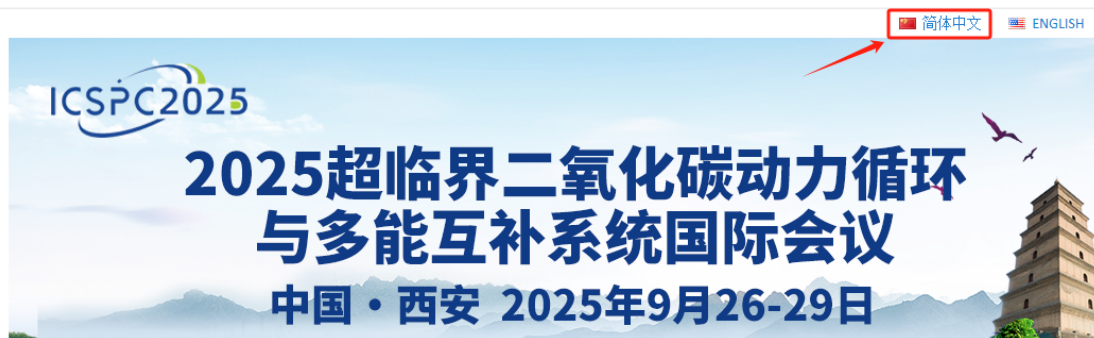 简体中文 ENGLISH
ICSPC2025
2025超临界二氧化碳动力循环
与多能互补系统国际会议
中国·西安 2025年9月26-29日